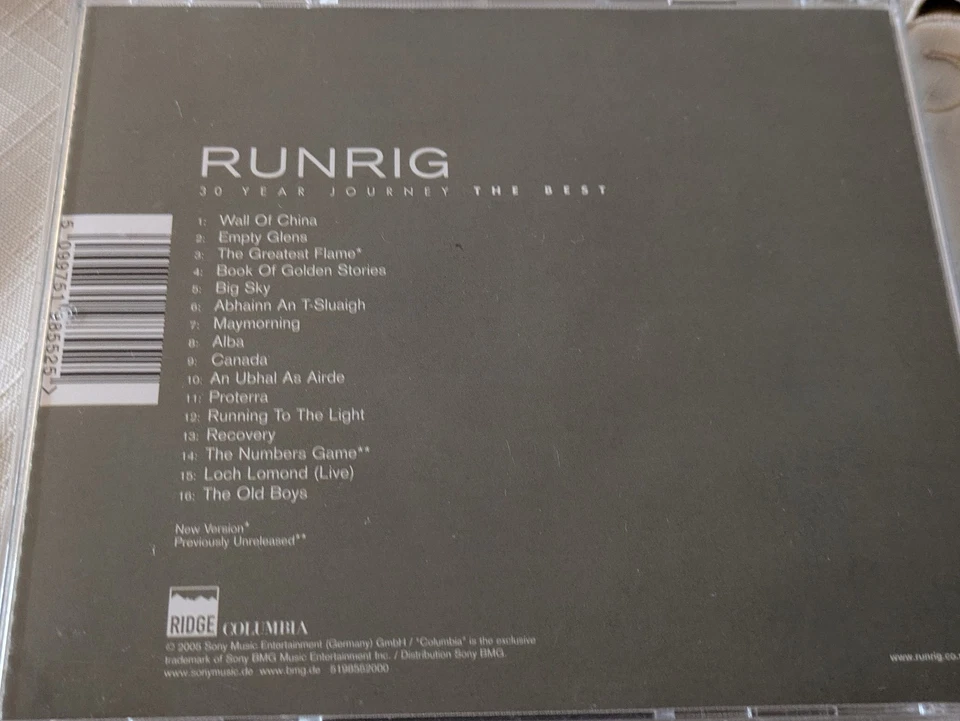 RUNRIG
30 YEAR JOURNEY THE BEST
1: Wall Of China
2: Empty Glens
3: The Greatest Flame*
4: Book Of Golden Stories
5: Big Sky
6: Abhainn An T-Sluaigh
7: Maymorning
8: Alba
9: Canada
10: An Ubhal As Airde
11: Proterra
12: Running To The Light
13: Recovery
14: The Numbers Game**
15: Loch Lomond (Live)
16: The Old Boys
New Version*
Previously Unreleased**
RIDGE COLUMBIA
© 2005 Sony Music Entertainment (Germany) GmbH / "Columbia" is the exclusive
trademark of Sony BMG Music Entertainment Inc. / Distribution Sony BMG.
www.sonymusic.de www.bmg.de 5198552000
www.runrig.co.